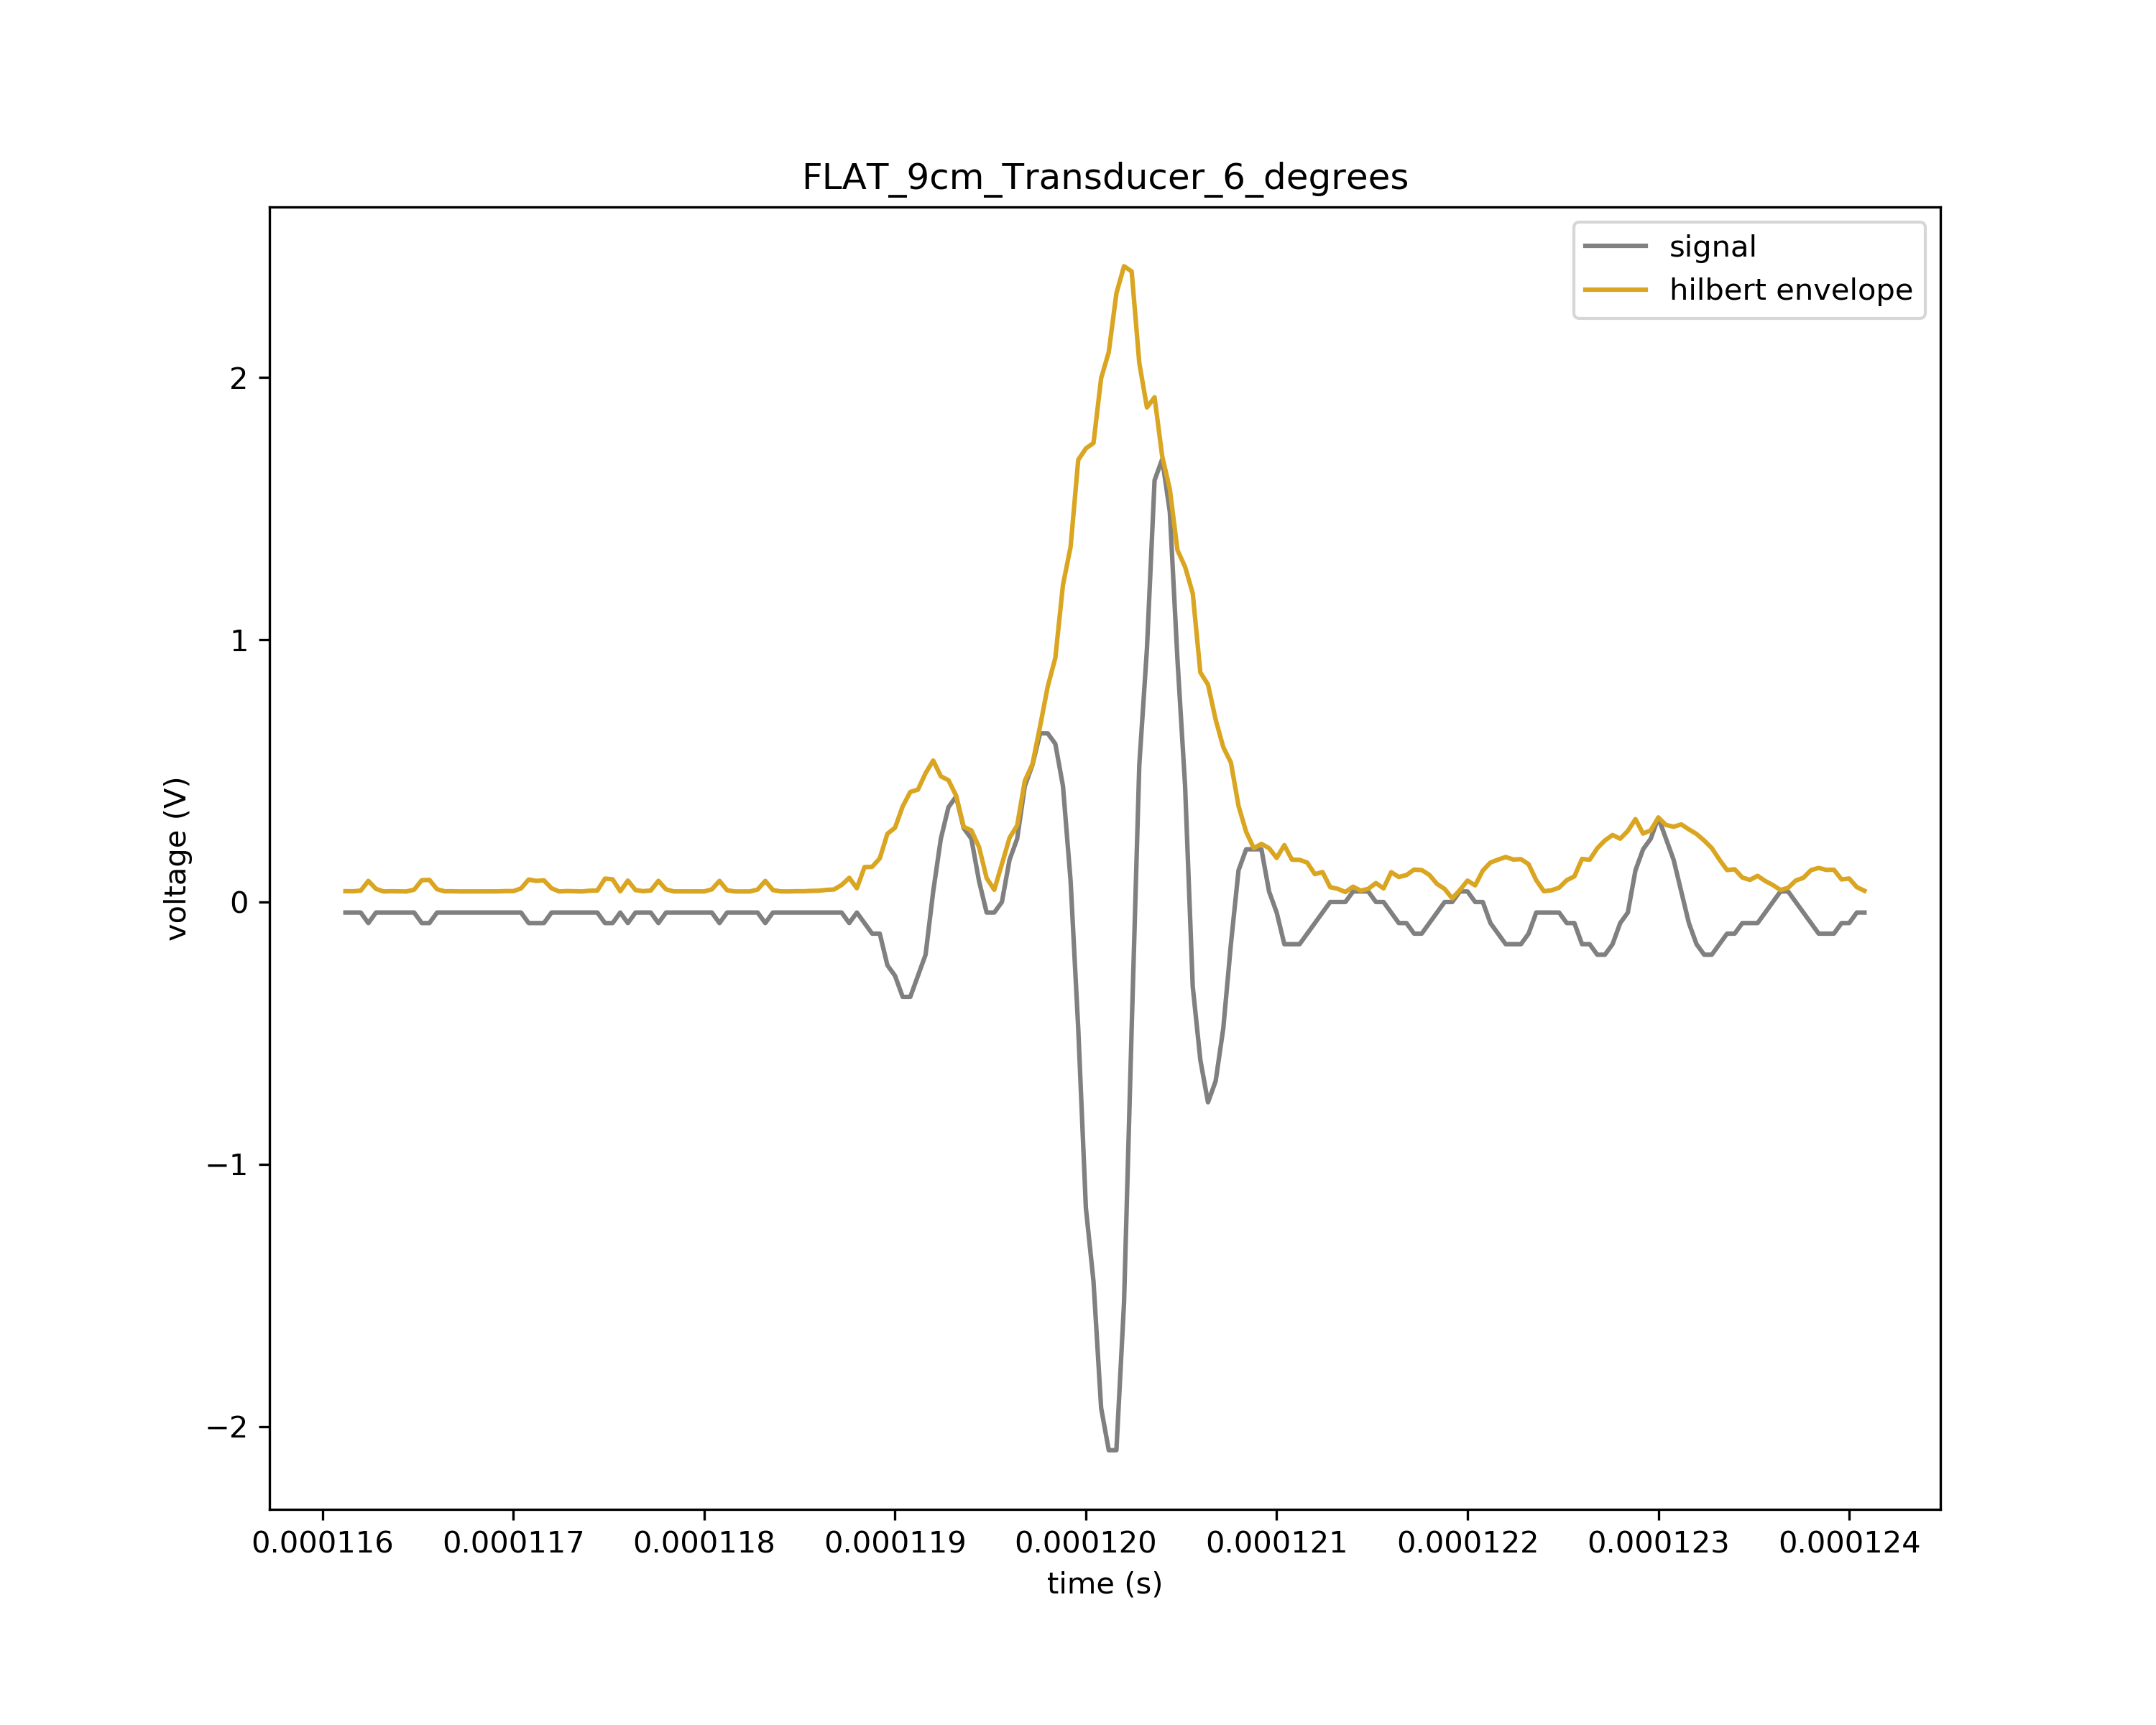 FLAT_9cm_Transducer_6_degrees
signal
hilbert envelope
voltage (V)
2
1
0
−1
−2
0.000116 0.000117 0.000118 0.000119 0.000120 0.000121 0.000122 0.000123 0.000124
time (s)